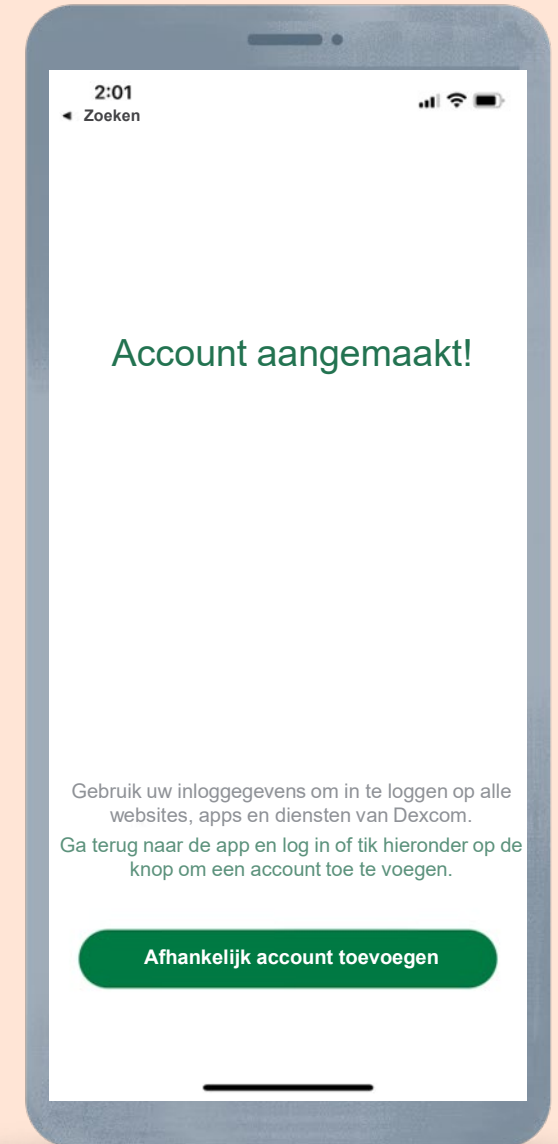 2:01
◄ Zoeken
Account aangemaakt!
Gebruik uw inloggegevens om in te loggen op alle
websites, apps en diensten van Dexcom.
Ga terug naar de app en log in of tik hieronder op de
knop om een account toe te voegen.
Afhankelijk account toevoegen